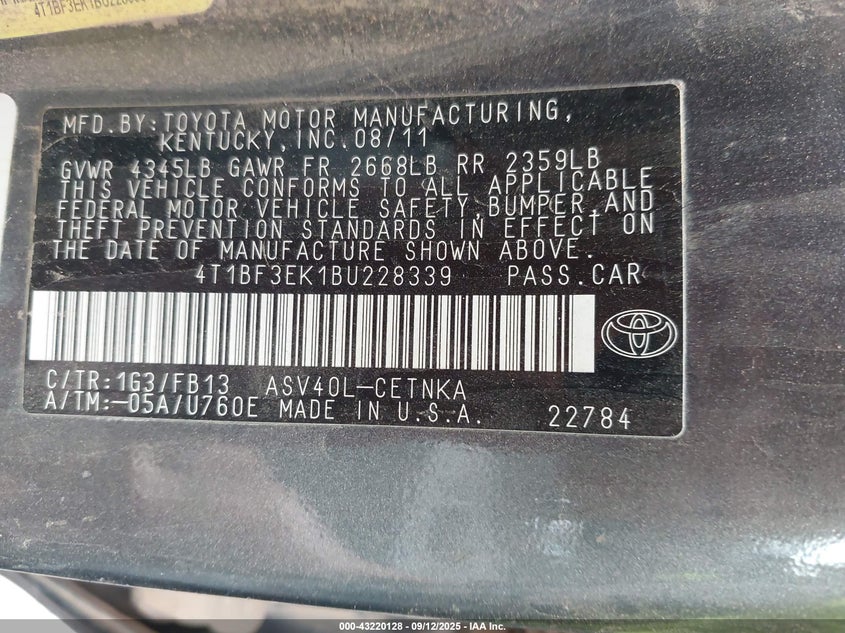 4T1BF3EK1BU228339
MFD.BY:TOYOTA MOTOR MANUFACTURING,
KENTUCKY,INC.08/11
GVWR 4345LB GAWR FR 2668LB RR 2359LB
THIS VEHICLE CONFORMS TO ALL APPLICABLE
FEDERAL MOTOR VEHICLE SAFETY,BUMPER,AND
THEFT PREVENTION STANDARDS IN EFFECT ON
THE DATE OF MANUFACTURE SHOWN ABOVE.
4T1BF3EK1BU228339 PASS.CAR
C/TR:1G3/FB13 ASV40L-CETNKA
A/TM:-05A/U760E MADE IN U.S.A. 22784
000-43220128 - 09/12/2025 - IAA Inc.